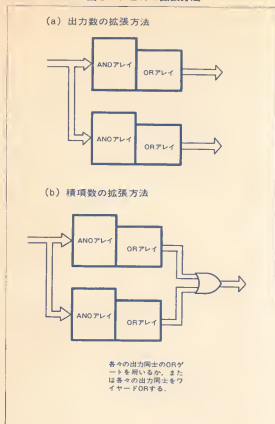 (a) 出力数の拡張方法
ANDアレイ
ORアレイ
ANDアレイ
ORアレイ
(b) 積項数の拡張方法
ANDアレイ
ORアレイ
ANDアレイ
ORアレイ
各々の出力同士のORゲ
ートを用いるか，また
は各々の出力同士をワ
イヤードORする．